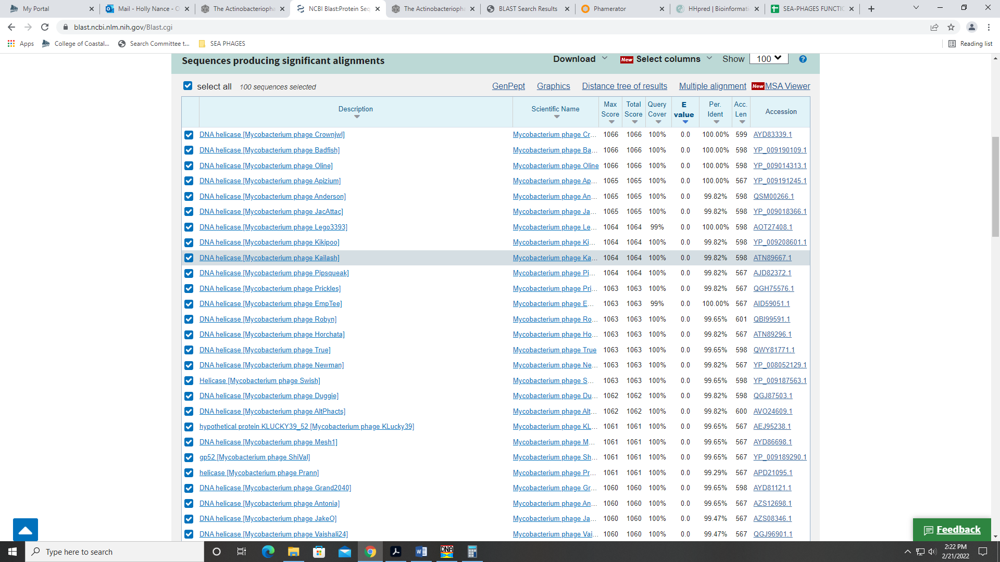 My Portal
Mail - Holly Nance - O
The Actinobacteriopha
NCBI Blast:Protein Seq
The Actinobacteriopha
BLAST Search Results
Phamerator
HHpred | Bioinformati
SEA-PHAGES FUNCTIO
blast.ncbi.nlm.nih.gov/Blast.cgi
Apps College of Coastal... Search Committee t... SEA PHAGES Reading list
Sequences producing significant alignments Download New Select columns Show 100 ?
select all 100 sequences selected GenPept Graphics Distance tree of results Multiple alignment New MSA Viewer
Description Scientific Name Max Score Total Score Query Cover E value Per. Ident Acc. Len Accession
DNA helicase [Mycobacterium phage Crownjwl] Mycobacterium phage Cr... 1066 1066 100% 0.0 100.00% 599 AYD83339.1
DNA helicase [Mycobacterium phage Badfish] Mycobacterium phage Ba... 1066 1066 100% 0.0 100.00% 598 YP_009190109.1
DNA helicase [Mycobacterium phage Oline] Mycobacterium phage Oline 1066 1066 100% 0.0 100.00% 598 YP_009014313.1
DNA helicase [Mycobacterium phage Apizium] Mycobacterium phage Ap... 1065 1065 100% 0.0 100.00% 567 YP_009191245.1
DNA helicase [Mycobacterium phage Anderson] Mycobacterium phage An... 1065 1065 100% 0.0 99.82% 598 QSM00266.1
DNA helicase [Mycobacterium phage JacAttac] Mycobacterium phage Ja... 1065 1065 100% 0.0 99.82% 598 YP_009018366.1
DNA helicase [Mycobacterium phage Lego3393] Mycobacterium phage Le... 1064 1064 99% 0.0 100.00% 598 AOT27408.1
DNA helicase [Mycobacterium phage Kikipoo] Mycobacterium phage Ki... 1064 1064 100% 0.0 99.82% 598 YP_009208601.1
DNA helicase [Mycobacterium phage Kailash] Mycobacterium phage Ka... 1064 1064 100% 0.0 99.82% 598 ATN89667.1
DNA helicase [Mycobacterium phage Pipsqueak] Mycobacterium phage Pi... 1064 1064 100% 0.0 99.82% 567 AJD82372.1
DNA helicase [Mycobacterium phage Prickles] Mycobacterium phage Pri... 1063 1063 100% 0.0 99.82% 567 QGH75576.1
DNA helicase [Mycobacterium phage EmpTee] Mycobacterium phage E... 1063 1063 99% 0.0 100.00% 567 AID59051.1
DNA helicase [Mycobacterium phage Robyn] Mycobacterium phage Ro... 1063 1063 100% 0.0 99.65% 601 QBI99591.1
DNA helicase [Mycobacterium phage Horchata] Mycobacterium phage Ho... 1063 1063 100% 0.0 99.82% 567 ATN89296.1
DNA helicase [Mycobacterium phage True] Mycobacterium phage True 1063 1063 100% 0.0 99.65% 598 QWY81771.1
DNA helicase [Mycobacterium phage Newman] Mycobacterium phage Ne... 1063 1063 100% 0.0 99.82% 567 YP_008052129.1
Helicase [Mycobacterium phage Swish] Mycobacterium phage S... 1063 1063 100% 0.0 99.65% 598 YP_009187563.1
DNA helicase [Mycobacterium phage Duggie] Mycobacterium phage Du... 1062 1062 100% 0.0 99.82% 598 QGJ87503.1
DNA helicase [Mycobacterium phage AltPhacts] Mycobacterium phage Alt... 1062 1062 100% 0.0 99.82% 600 AVO24609.1
hypothetical protein KLUCKY39_52 [Mycobacterium phage KLucky39] Mycobacterium phage KL... 1061 1061 100% 0.0 99.65% 567 AEJ95238.1
DNA helicase [Mycobacterium phage Mesh1] Mycobacterium phage M... 1061 1061 100% 0.0 99.65% 567 AYD86698.1
gp52 [Mycobacterium phage ShiVal] Mycobacterium phage Sh... 1061 1061 100% 0.0 99.65% 567 YP_009189290.1
helicase [Mycobacterium phage Prann] Mycobacterium phage Pr... 1061 1061 100% 0.0 99.29% 567 APD21095.1
DNA helicase [Mycobacterium phage Grand2040] Mycobacterium phage Gr... 1060 1060 100% 0.0 99.65% 598 AYD81121.1
DNA helicase [Mycobacterium phage Antonia] Mycobacterium phage An... 1060 1060 100% 0.0 99.65% 567 AZS12698.1
DNA helicase [Mycobacterium phage JakeO] Mycobacterium phage Ja... 1060 1060 100% 0.0 99.47% 567 AZS08346.1
DNA helicase [Mycobacterium phage Vaishali24] Mycobacterium phage Vai... 1060 1060 100% 0.0 99.47% 567 QGJ96901.1
Feedback
Type here to search
DNA
2:22 PM
2/21/2022